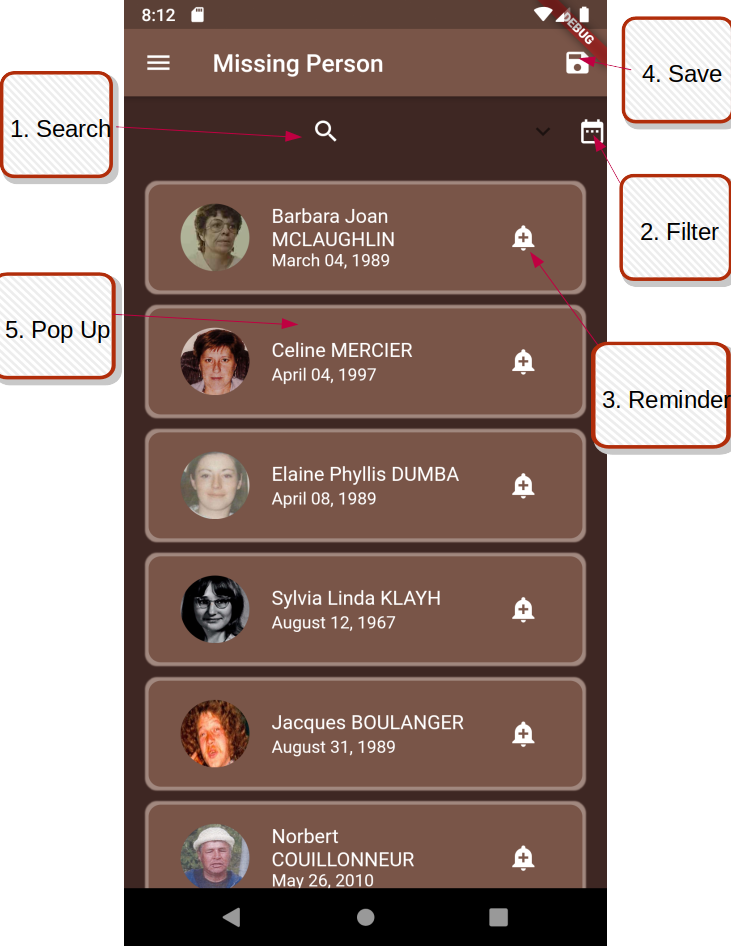 8:12
DEBUG
Missing Person
4. Save
1. Search
2. Filter
Barbara Joan
MCLAUGHLIN
March 04, 1989
5. Pop Up
Celine MERCIER
April 04, 1997
3. Reminder
Elaine Phyllis DUMBA
April 08, 1989
Sylvia Linda KLAYH
August 12, 1967
Jacques BOULANGER
August 31, 1989
Norbert
COUILLONNEUR
May 26, 2010